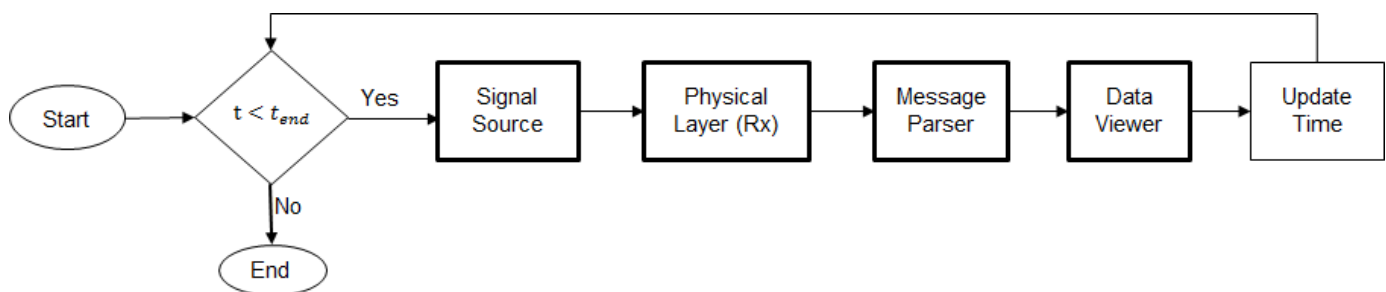 Start
t < t_end
Yes
Signal
Source
Physical
Layer (Rx)
Message
Parser
Data
Viewer
Update
Time
No
End